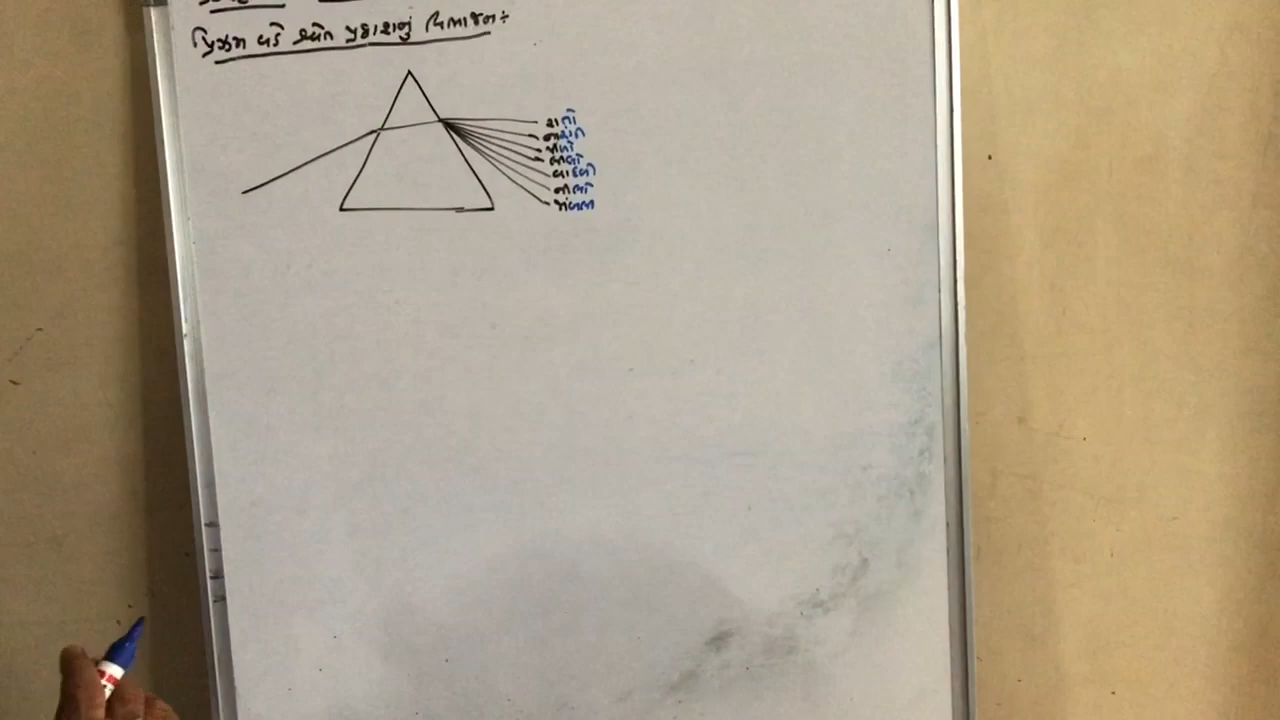 પ્રિઝમ વડે શ્વેત પ્રકાશનું વિભાજન:
રાતો
નારંગી
પીળો
લીલો
વાદળી
નીલો
જાંબલી